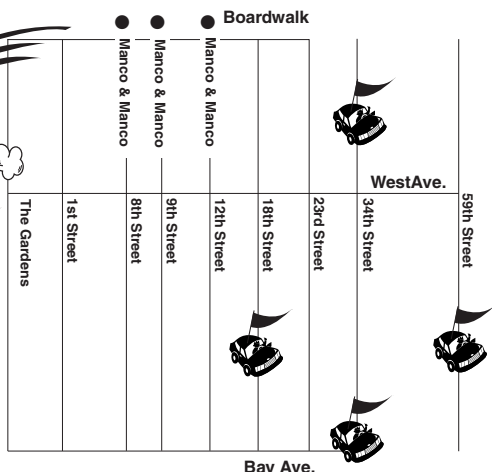 Boardwalk
Manco & Manco
Manco & Manco
Manco & Manco
WestAve.
The Gardens
1st Street
8th Street
9th Street
12th Street
18th Street
23rd Street
34th Street
59th Street
Bay Ave.